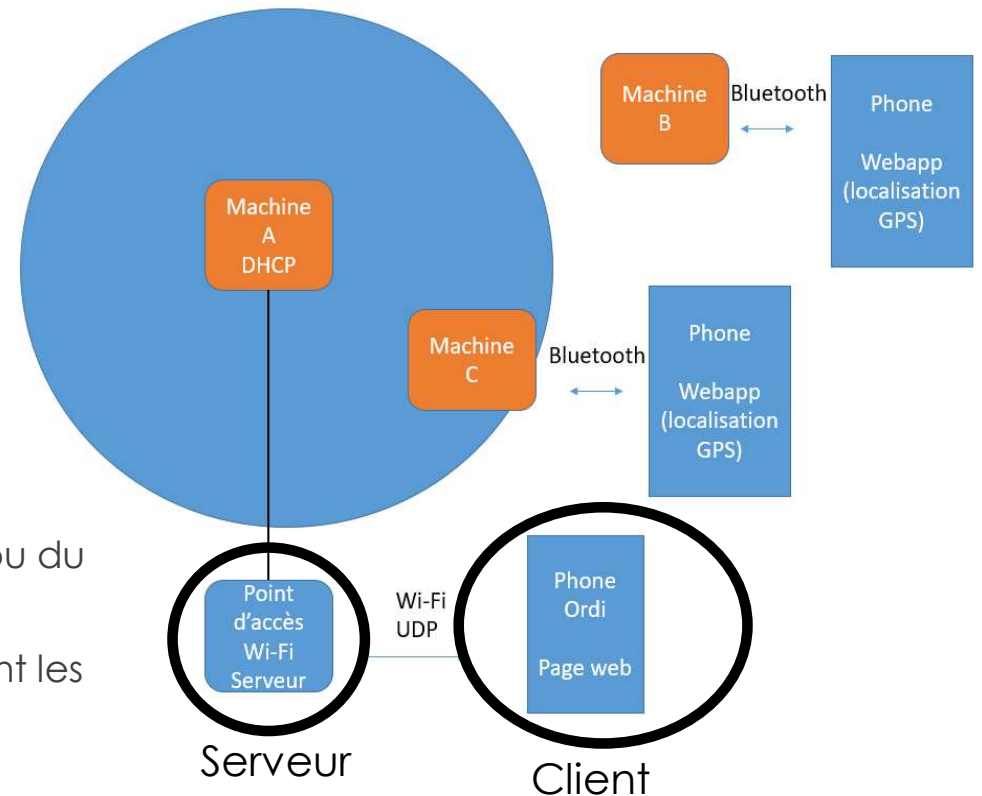 Machine
B
Bluetooth
Phone
Webapp
(localisation
GPS)
Machine
A
DHCP
Machine
C
Bluetooth
Phone
Webapp
(localisation
GPS)
ou du
nt les
Point
d'accès
Wi-Fi
Serveur
Wi-Fi
UDP
Phone
Ordi
Page web
Serveur
Client